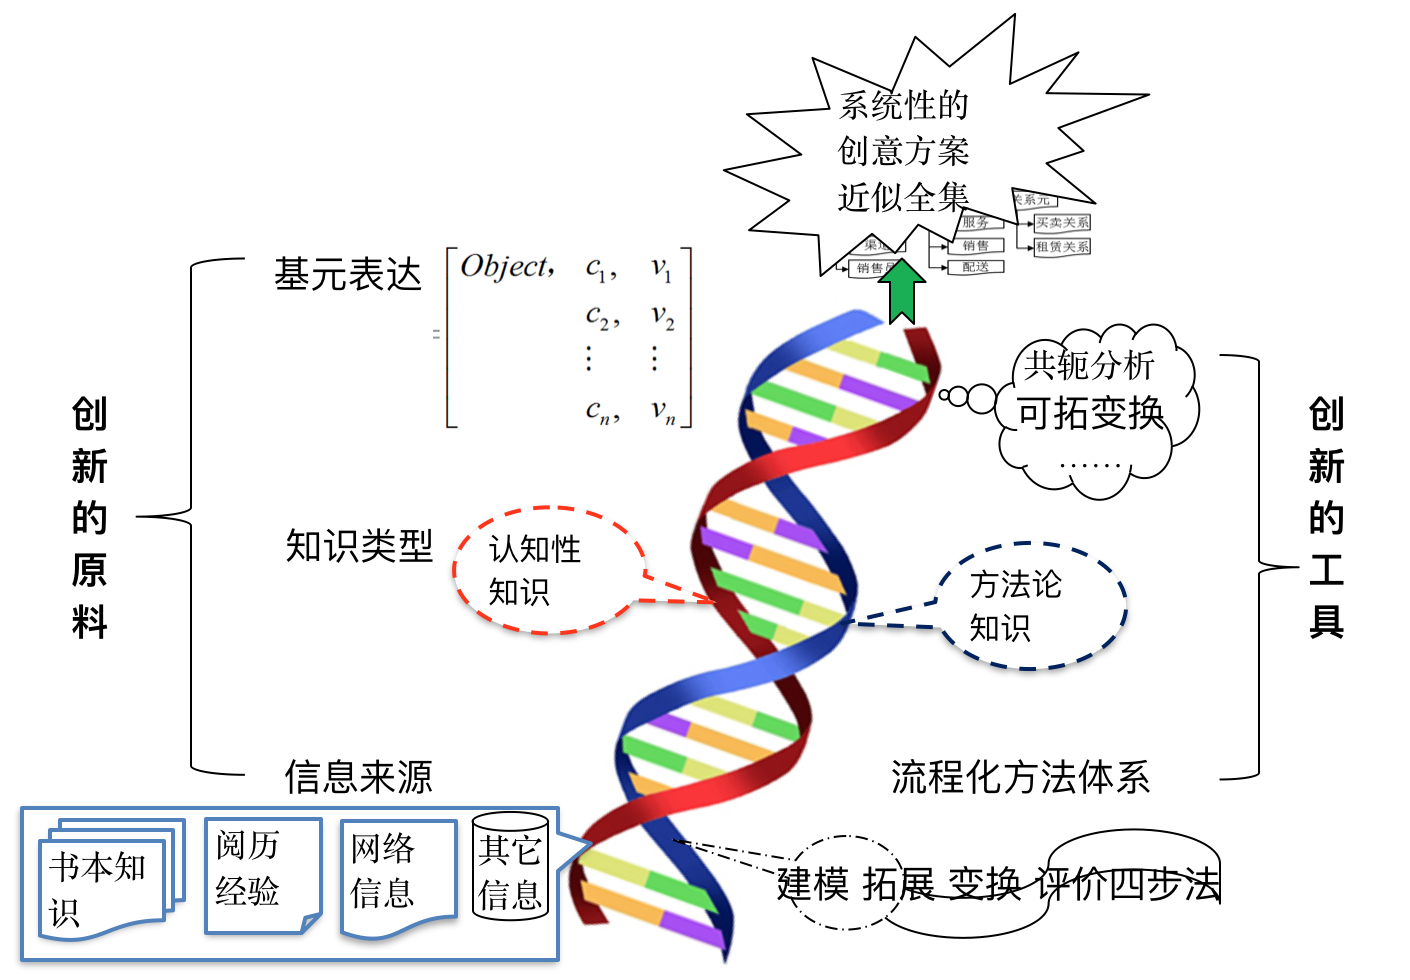 系统性的
创意方案
近似全集
关系元
服务
买卖关系
渠道
销售
租赁关系
销售员
配送
基元表达
= Object, c1, v1
c2, v2
⋮ ⋮
cn, vn
共轭分析
可拓变换
......
创新的原料
创新的工具
知识类型
认知性
知识
方法论
知识
信息来源
流程化方法体系
书本知
识
阅历
经验
网络
信息
其它
信息
建模 拓展 变换 评价四步法